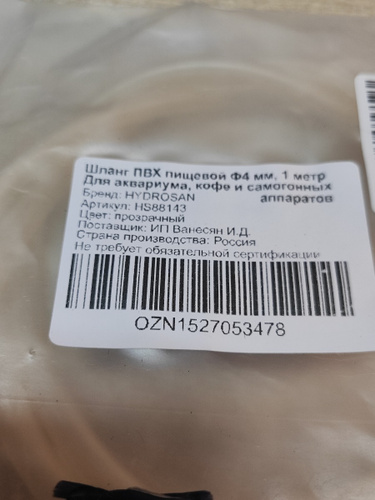 Шланг ПВХ пищевой Ф4 мм, 1 метр
Для аквариума, кофе и самогонных
аппаратов
Бренд: HYDROSAN
Артикул: HS88143
Цвет: прозрачный
Поставщик: ИП Ванесян И.Д.
Страна производства: Россия
Не требует обязательной сертификации
OZN1527053478